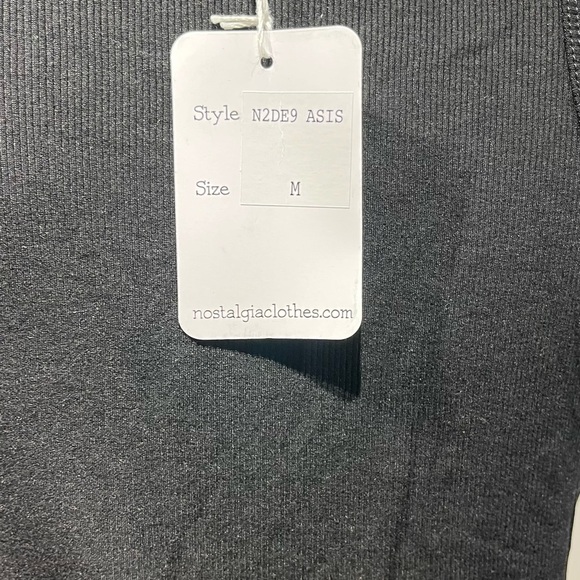 Style N2DE9 ASIS
Size M
nostalgiaclothes.com